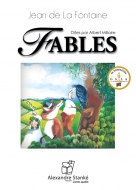 Jean de La Fontaine
Dites par Albert Millaire
FABLES
Alexandre Stanké